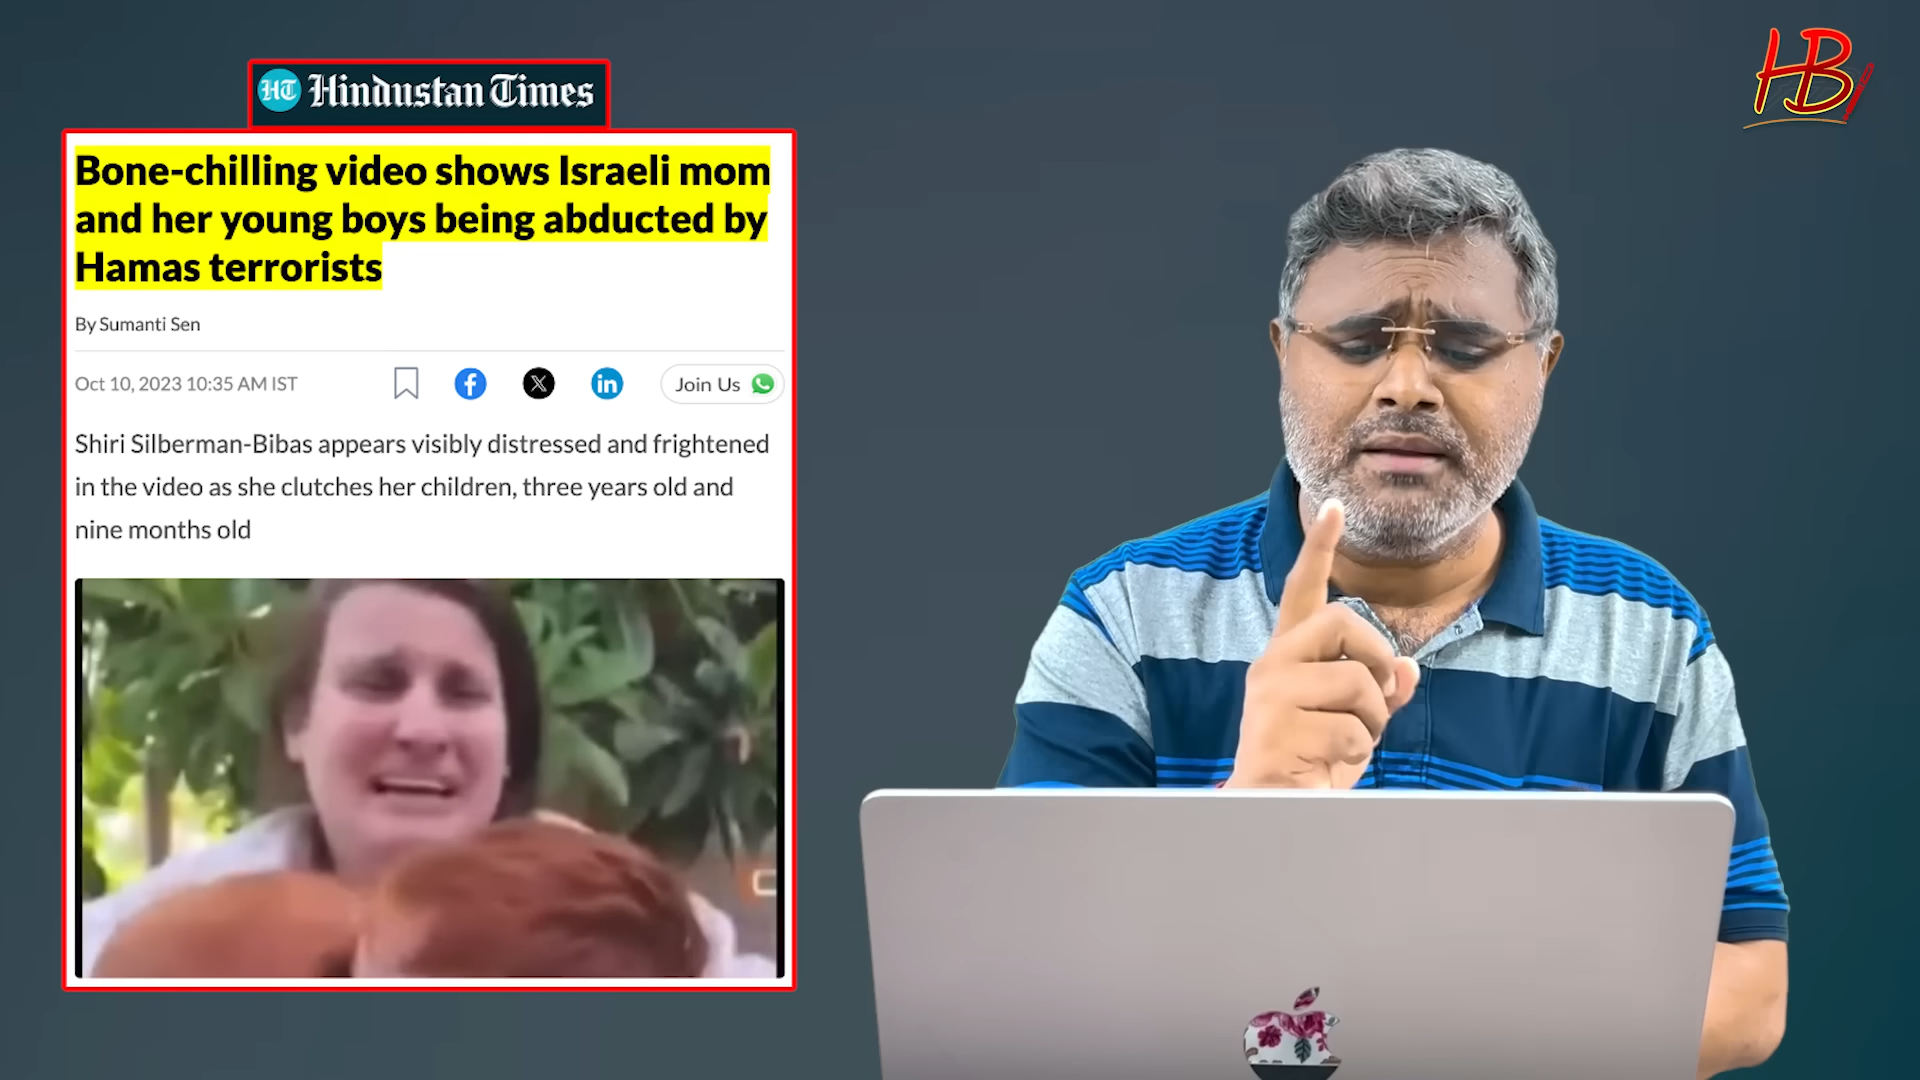 HT Hindustan Times
Bone-chilling video shows Israeli mom
and her young boys being abducted by
Hamas terrorists
By Sumanti Sen
Oct 10, 2023 10:35 AM IST
Join Us
Shiri Silberman-Bibas appears visibly distressed and frightened
in the video as she clutches her children, three years old and
nine months old
HB